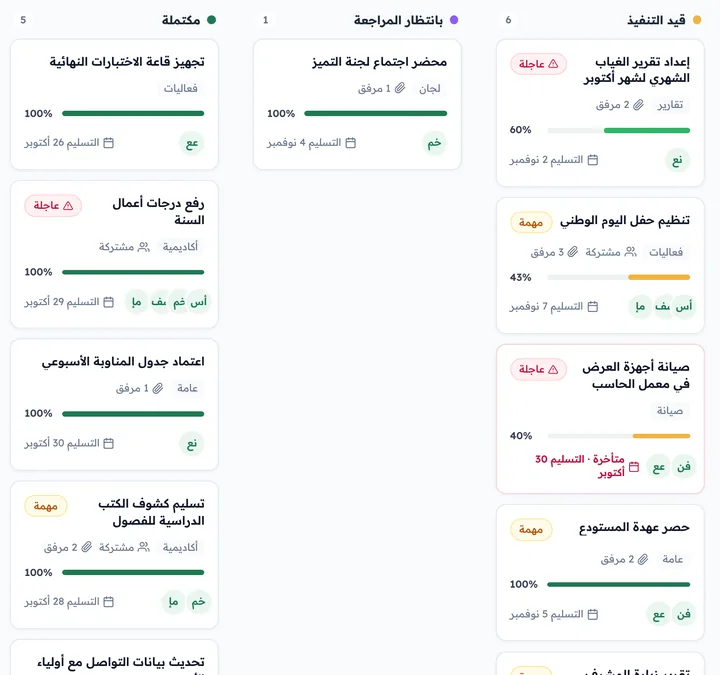 قيد التنفيذ
6
إعداد تقرير الغياب
الشهري لشهر أكتوبر
عاجلة
تقارير
2 مرفق
60%
نع
التسليم 2 نوفمبر
تنظيم حفل اليوم الوطني
مهمة
فعاليات
مشتركة
3 مرفق
43%
أس
سف
ما
التسليم 7 نوفمبر
صيانة أجهزة العرض
في معمل الحاسب
عاجلة
صيانة
40%
فن
عع
متأخرة · التسليم 30
أكتوبر
حصر عهدة المستودع
مهمة
عامة
2 مرفق
100%
فن
عع
التسليم 5 نوفمبر
بانتظار المراجعة
1
محضر اجتماع لجنة التميز
لجان
1 مرفق
100%
خم
التسليم 4 نوفمبر
مكتملة
5
تجهيز قاعة الاختبارات النهائية
فعاليات
100%
عع
التسليم 26 أكتوبر
رفع درجات أعمال
السنة
عاجلة
أكاديمية
مشتركة
100%
أس
خم
سف
ما
التسليم 29 أكتوبر
اعتماد جدول المناوبة الأسبوعي
عامة
1 مرفق
100%
نع
التسليم 30 أكتوبر
تسليم كشوف الكتب
الدراسية للفصول
مهمة
أكاديمية
مشتركة
2 مرفق
100%
خم
ما
التسليم 28 أكتوبر
تحديث بيانات التواصل مع أولياء